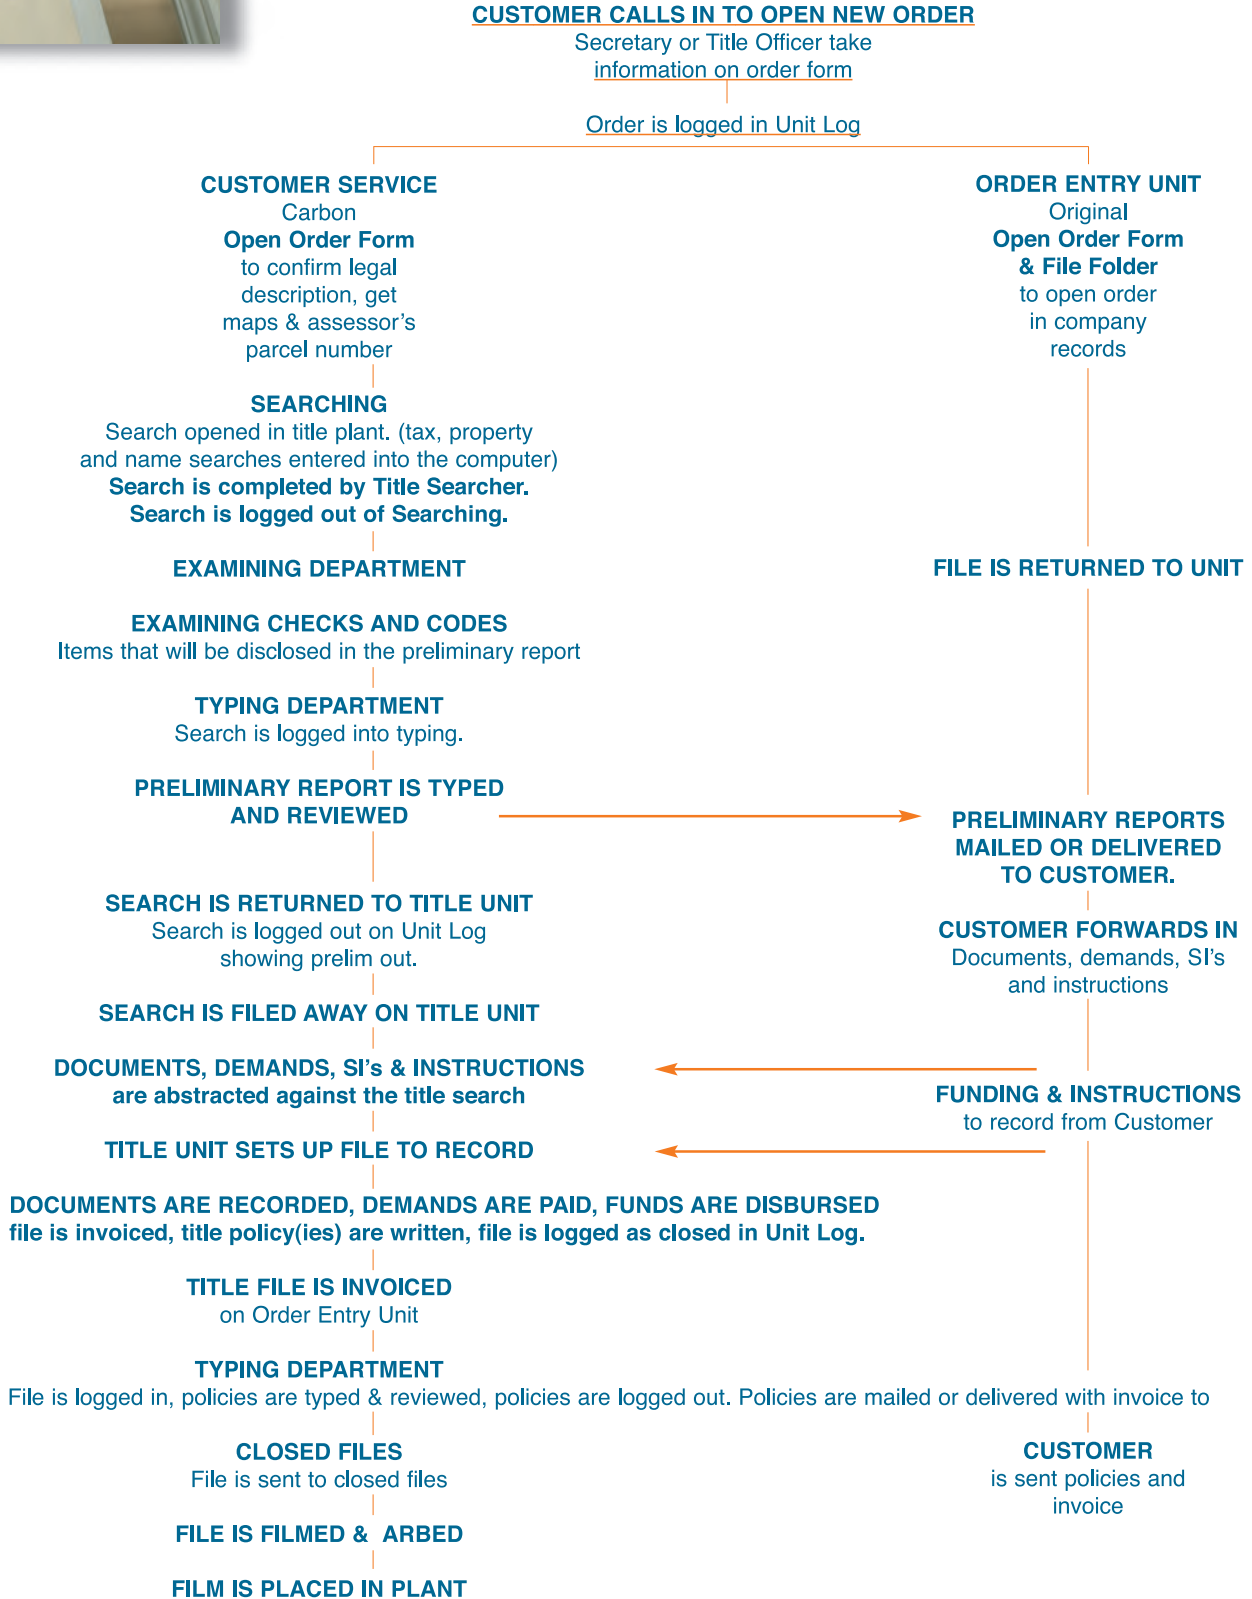 CUSTOMER CALLS IN TO OPEN NEW ORDER
Secretary or Title Officer take
information on order form
Order is logged in Unit Log
CUSTOMER SERVICE
Carbon
Open Order Form
to confirm legal
description, get
maps & assessor's
parcel number
ORDER ENTRY UNIT
Original
Open Order Form
& File Folder
to open order
in company
records
SEARCHING
Search opened in title plant. (tax, property
and name searches entered into the computer)
Search is completed by Title Searcher.
Search is logged out of Searching.
EXAMINING DEPARTMENT
FILE IS RETURNED TO UNIT
EXAMINING CHECKS AND CODES
Items that will be disclosed in the preliminary report
TYPING DEPARTMENT
Search is logged into typing.
PRELIMINARY REPORT IS TYPED
AND REVIEWED
PRELIMINARY REPORTS
MAILED OR DELIVERED
TO CUSTOMER.
SEARCH IS RETURNED TO TITLE UNIT
Search is logged out on Unit Log
showing prelim out.
CUSTOMER FORWARDS IN
Documents, demands, SI's
and instructions
SEARCH IS FILED AWAY ON TITLE UNIT
DOCUMENTS, DEMANDS, SI's & INSTRUCTIONS
are abstracted against the title search
FUNDING & INSTRUCTIONS
to record from Customer
TITLE UNIT SETS UP FILE TO RECORD
DOCUMENTS ARE RECORDED, DEMANDS ARE PAID, FUNDS ARE DISBURSED
file is invoiced, title policy(ies) are written, file is logged as closed in Unit Log.
TITLE FILE IS INVOICED
on Order Entry Unit
TYPING DEPARTMENT
File is logged in, policies are typed & reviewed, policies are logged out. Policies are mailed or delivered with invoice to
CLOSED FILES
File is sent to closed files
CUSTOMER
is sent policies and
invoice
FILE IS FILMED & ARBED
FILM IS PLACED IN PLANT